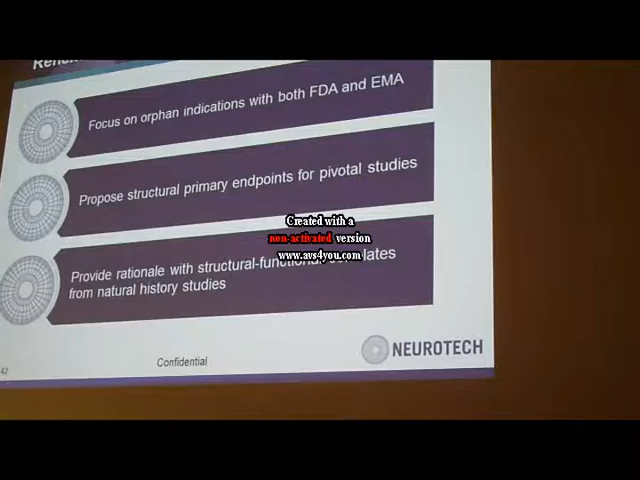 Focus on orphan indications with both FDA and EMA
Propose structural primary endpoints for pivotal studies
Provide rationale with structural-functional
from natural history studies
Created with a
non-activated version
www.avs4you.com
NEUROTECH
Confidential
42